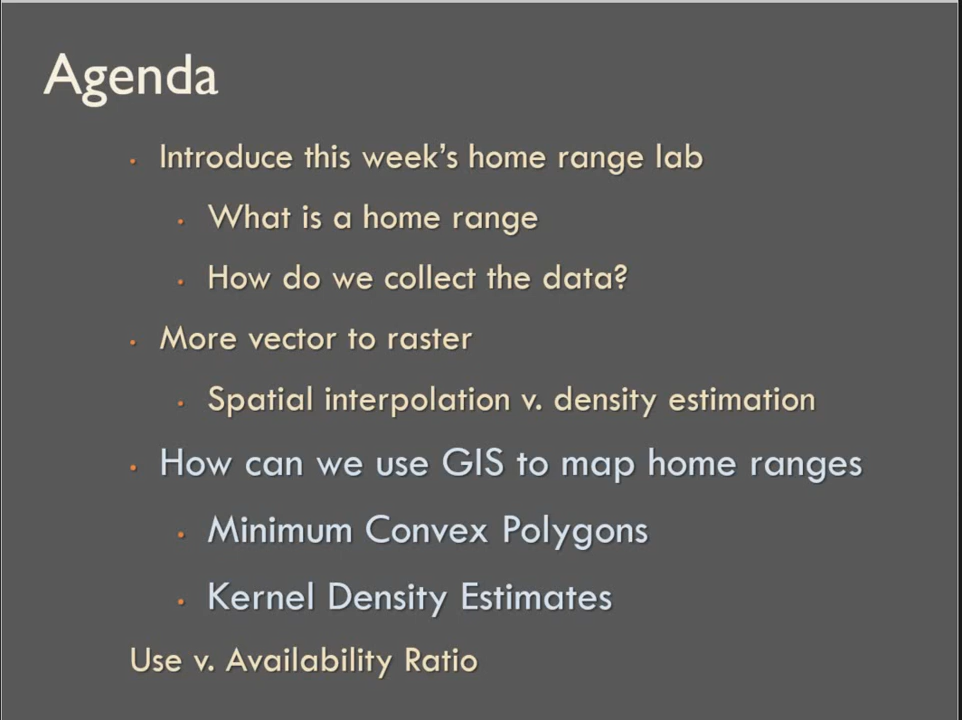 Agenda
• Introduce this week’s home range lab
• What is a home range
• How do we collect the data?
• More vector to raster
• Spatial interpolation v. density estimation
• How can we use GIS to map home ranges
• Minimum Convex Polygons
• Kernel Density Estimates
Use v. Availability Ratio